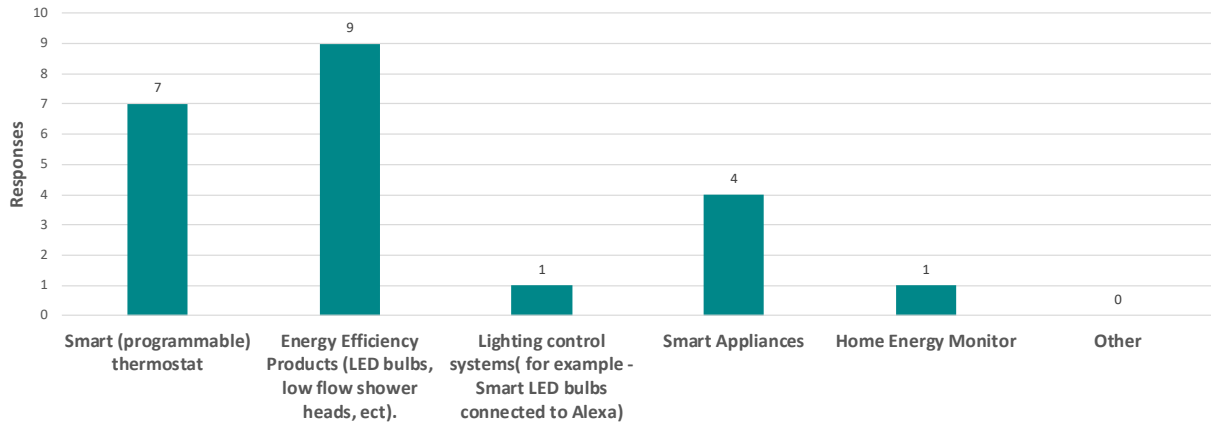 10
9
8
7
6
5
4
3
2
1
0
Responses
7
9
1
4
1
0
Smart (programmable)
thermostat
Energy Efficiency
Products (LED bulbs,
low flow shower
heads, ect).
Lighting control
systems( for example -
Smart LED bulbs
connected to Alexa)
Smart Appliances
Home Energy Monitor
Other